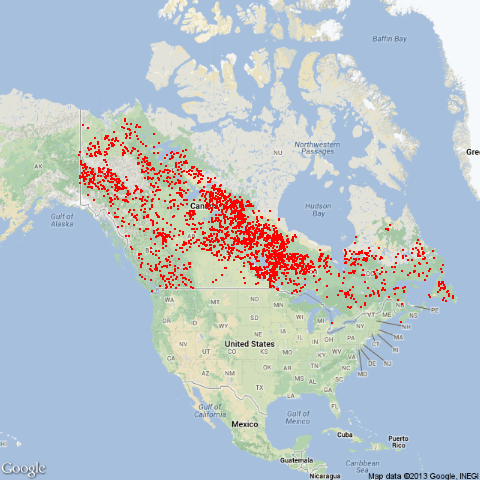 Baffin Bay
Northwestern
Passages
AK
NU
Gre
Hudson
Bay
Gulf of
Alaska
Can
WA
MT
ND
MN
OR
ID
WY
SD
WI
MI
NS
PE
NE
IA
NY
VT
ME
NH
MA
RI
CT
NV
UT
CO
KS
MO
IL
IN
OH
PA
WV
VA
NJ
DE
MD
United States
CA
AZ
NM
OK
AR
TN
KY
NC
SC
TX
LA
MS
AL
GA
FL
Gulf of
California
Gulf of
Mexico
Mexico
Cuba
Puerto
Rico
Guatemala
Caribbean
Sea
Nicaragua
Google
Map data ©2013 Google, INEGI